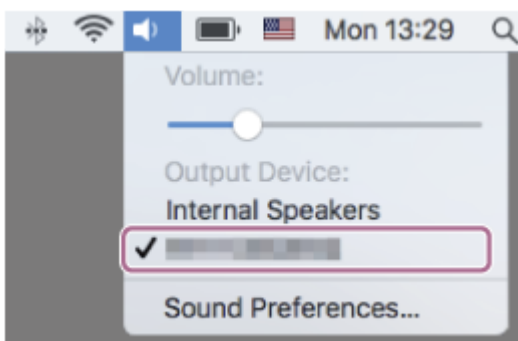 Mon 13:29
Volume:
Output Device:
Internal Speakers
Sound Preferences...